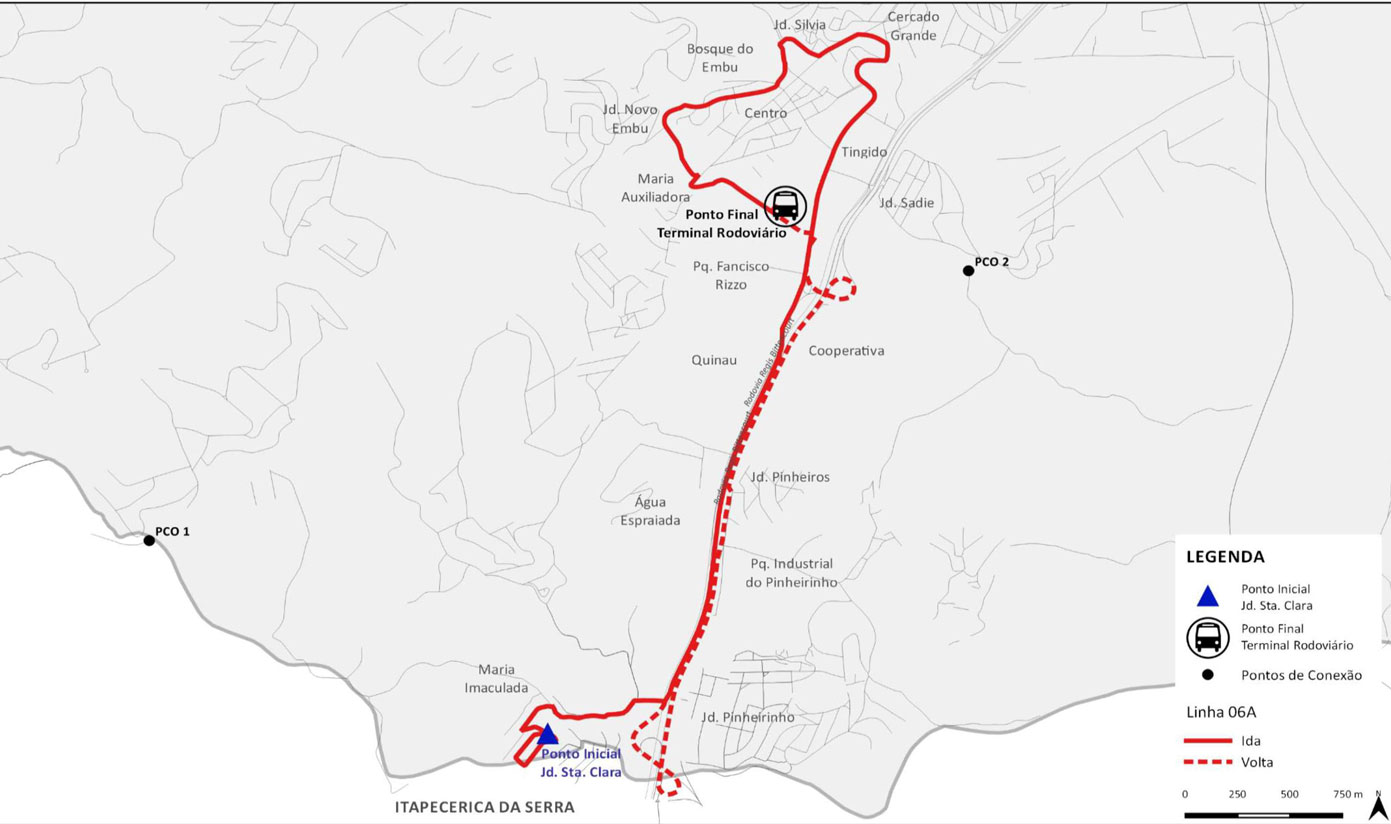 Jd. Silvia
Cercado
Grande
Bosque do
Embu
Jd. Novo
Embu
Centro
Tingido
Maria
Auxiliadora
Jd. Sadie
Ponto Final
Terminal Rodoviário
PCO 2
Pq. Fancisco
Rizzo
Quinau
Cooperativa
Rodovia Regis Bittencourt
Jd. Pinheiros
Água
Espraiada
PCO 1
Pq. Industrial
do Pinheirinho
Maria
Imaculada
Jd. Pinheirinho
Ponto Inicial
Jd. Sta. Clara
ITAPECERICA DA SERRA
LEGENDA
Ponto Inicial
Jd. Sta. Clara
Ponto Final
Terminal Rodoviário
Pontos de Conexão
Linha 06A
Ida
Volta
0 250 500 750 m
N